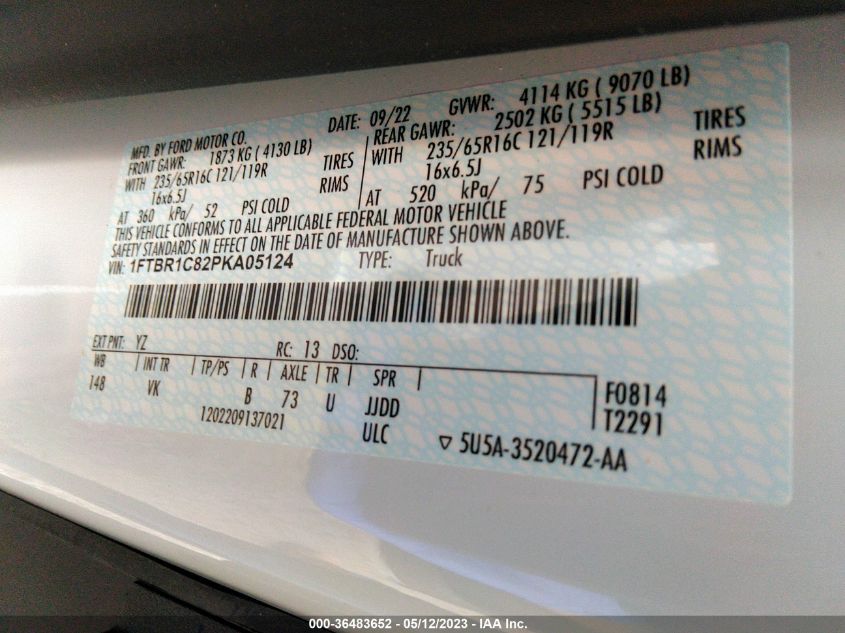 MFD. BY FORD MOTOR CO. DATE: 09/22 GVWR: 4114 KG ( 9070 LB)
FRONT GAWR: 1873 KG ( 4130 LB) REAR GAWR: 2502 KG ( 5515 LB)
WITH 235/65R16C 121/119R TIRES WITH 235/65R16C 121/119R TIRES
16x6.5J RIMS 16x6.5J RIMS
AT 360 kPa/ 52 PSI COLD AT 520 kPa/ 75 PSI COLD
THIS VEHICLE CONFORMS TO ALL APPLICABLE FEDERAL MOTOR VEHICLE
SAFETY STANDARDS IN EFFECT ON THE DATE OF MANUFACTURE SHOWN ABOVE.
VIN: 1FTBR1C82PKA05124 TYPE: Truck
EXT PNT: YZ RC: 13 DSO:
WB INT TR TP/PS R AXLE TR SPR
148 VK B 73 U JJDD F0814
1202209137021 ULC T2291
▽ 5U5A-3520472-AA
000-36483652 - 05/12/2023 - IAA Inc.